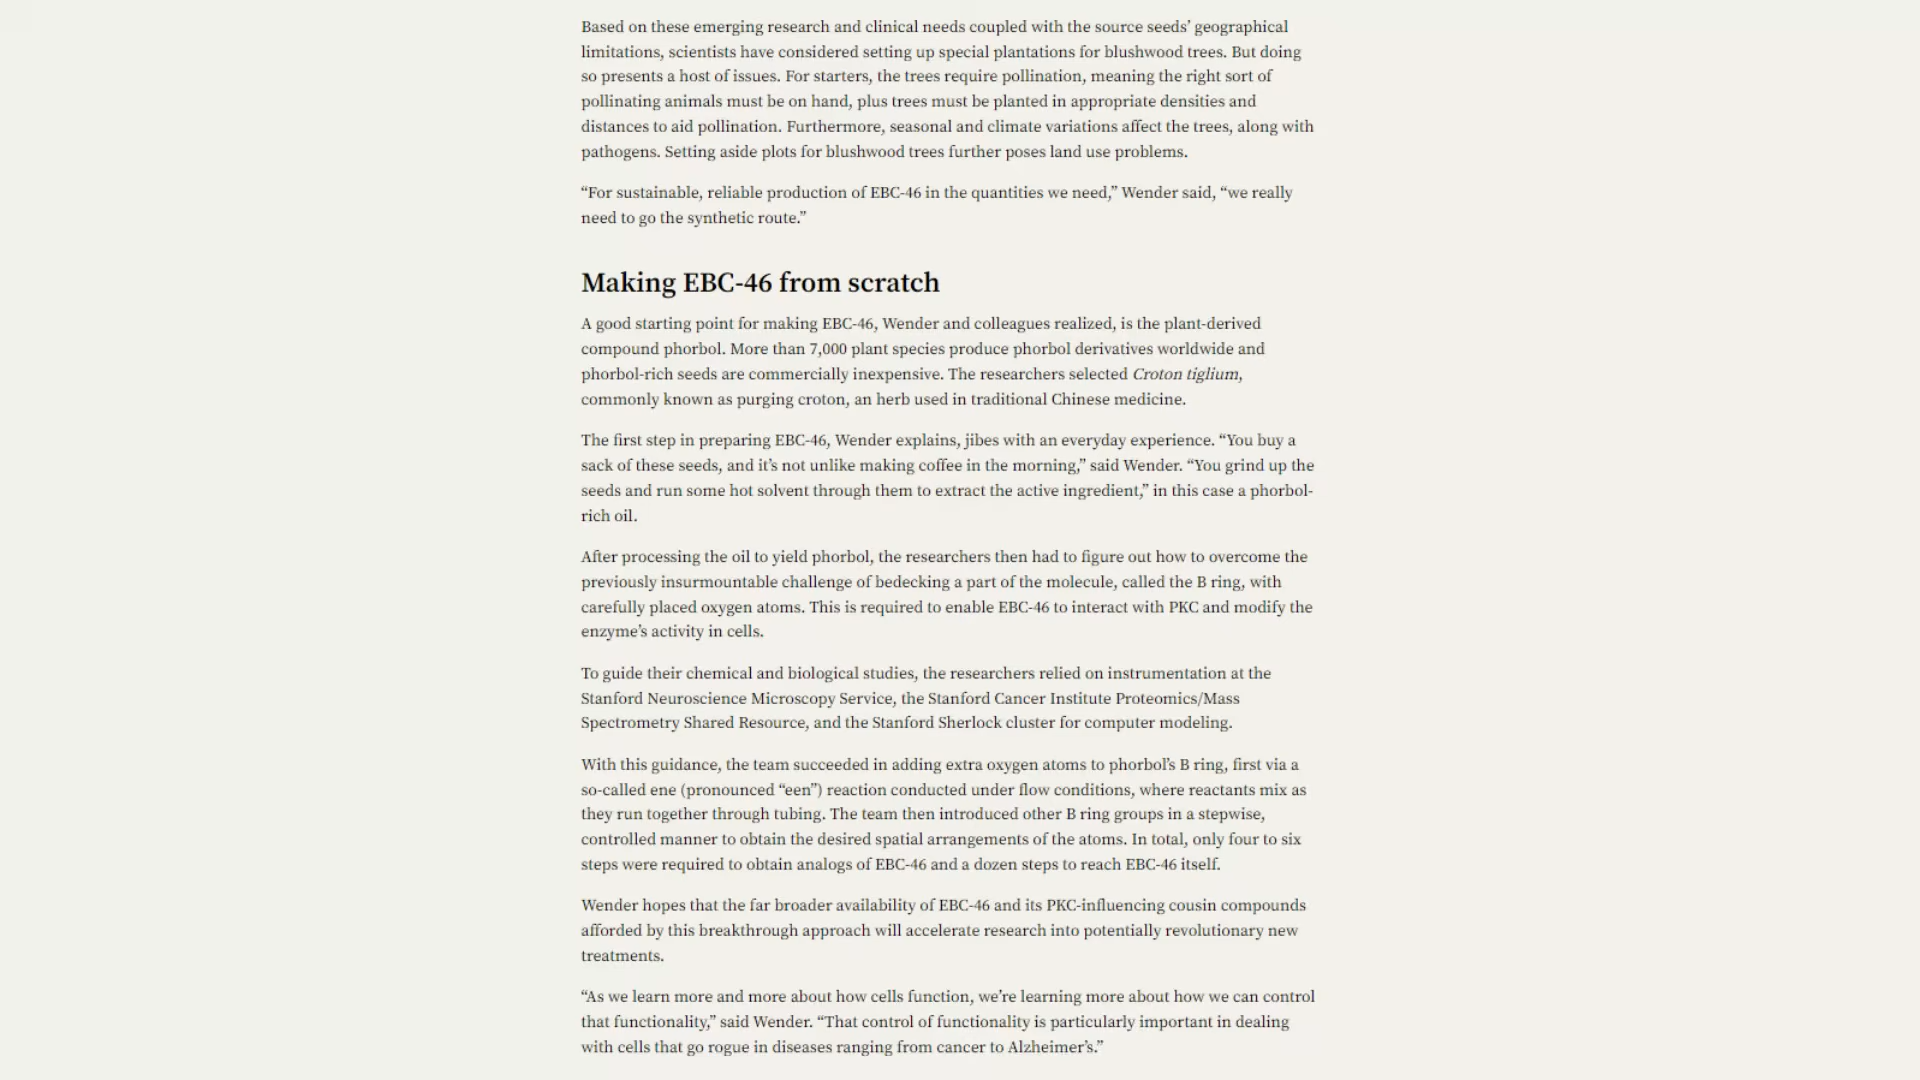 Based on these emerging research and clinical needs coupled with the source seeds’ geographical
limitations, scientists have considered setting up special plantations for blushwood trees. But doing
so presents a host of issues. For starters, the trees require pollination, meaning the right sort of
pollinating animals must be on hand, plus trees must be planted in appropriate densities and
distances to aid pollination. Furthermore, seasonal and climate variations affect the trees, along with
pathogens. Setting aside plots for blushwood trees further poses land use problems.
“For sustainable, reliable production of EBC-46 in the quantities we need,” Wender said, “we really
need to go the synthetic route.”
Making EBC-46 from scratch
A good starting point for making EBC-46, Wender and colleagues realized, is the plant-derived
compound phorbol. More than 7,000 plant species produce phorbol derivatives worldwide and
phorbol-rich seeds are commercially inexpensive. The researchers selected Croton tiglium,
commonly known as purging croton, an herb used in traditional Chinese medicine.
The first step in preparing EBC-46, Wender explains, jibes with an everyday experience. “You buy a
sack of these seeds, and it’s not unlike making coffee in the morning,” said Wender. “You grind up the
seeds and run some hot solvent through them to extract the active ingredient,” in this case a phorbol-
rich oil.
After processing the oil to yield phorbol, the researchers then had to figure out how to overcome the
previously insurmountable challenge of bedecking a part of the molecule, called the B ring, with
carefully placed oxygen atoms. This is required to enable EBC-46 to interact with PKC and modify the
enzyme’s activity in cells.
To guide their chemical and biological studies, the researchers relied on instrumentation at the
Stanford Neuroscience Microscopy Service, the Stanford Cancer Institute Proteomics/Mass
Spectrometry Shared Resource, and the Stanford Sherlock cluster for computer modeling.
With this guidance, the team succeeded in adding extra oxygen atoms to phorbol’s B ring, first via a
so-called ene (pronounced “een”) reaction conducted under flow conditions, where reactants mix as
they run together through tubing. The team then introduced other B ring groups in a stepwise,
controlled manner to obtain the desired spatial arrangements of the atoms. In total, only four to six
steps were required to obtain analogs of EBC-46 and a dozen steps to reach EBC-46 itself.
Wender hopes that the far broader availability of EBC-46 and its PKC-influencing cousin compounds
afforded by this breakthrough approach will accelerate research into potentially revolutionary new
treatments.
“As we learn more and more about how cells function, we’re learning more about how we can control
that functionality,” said Wender. “That control of functionality is particularly important in dealing
with cells that go rogue in diseases ranging from cancer to Alzheimer’s.”